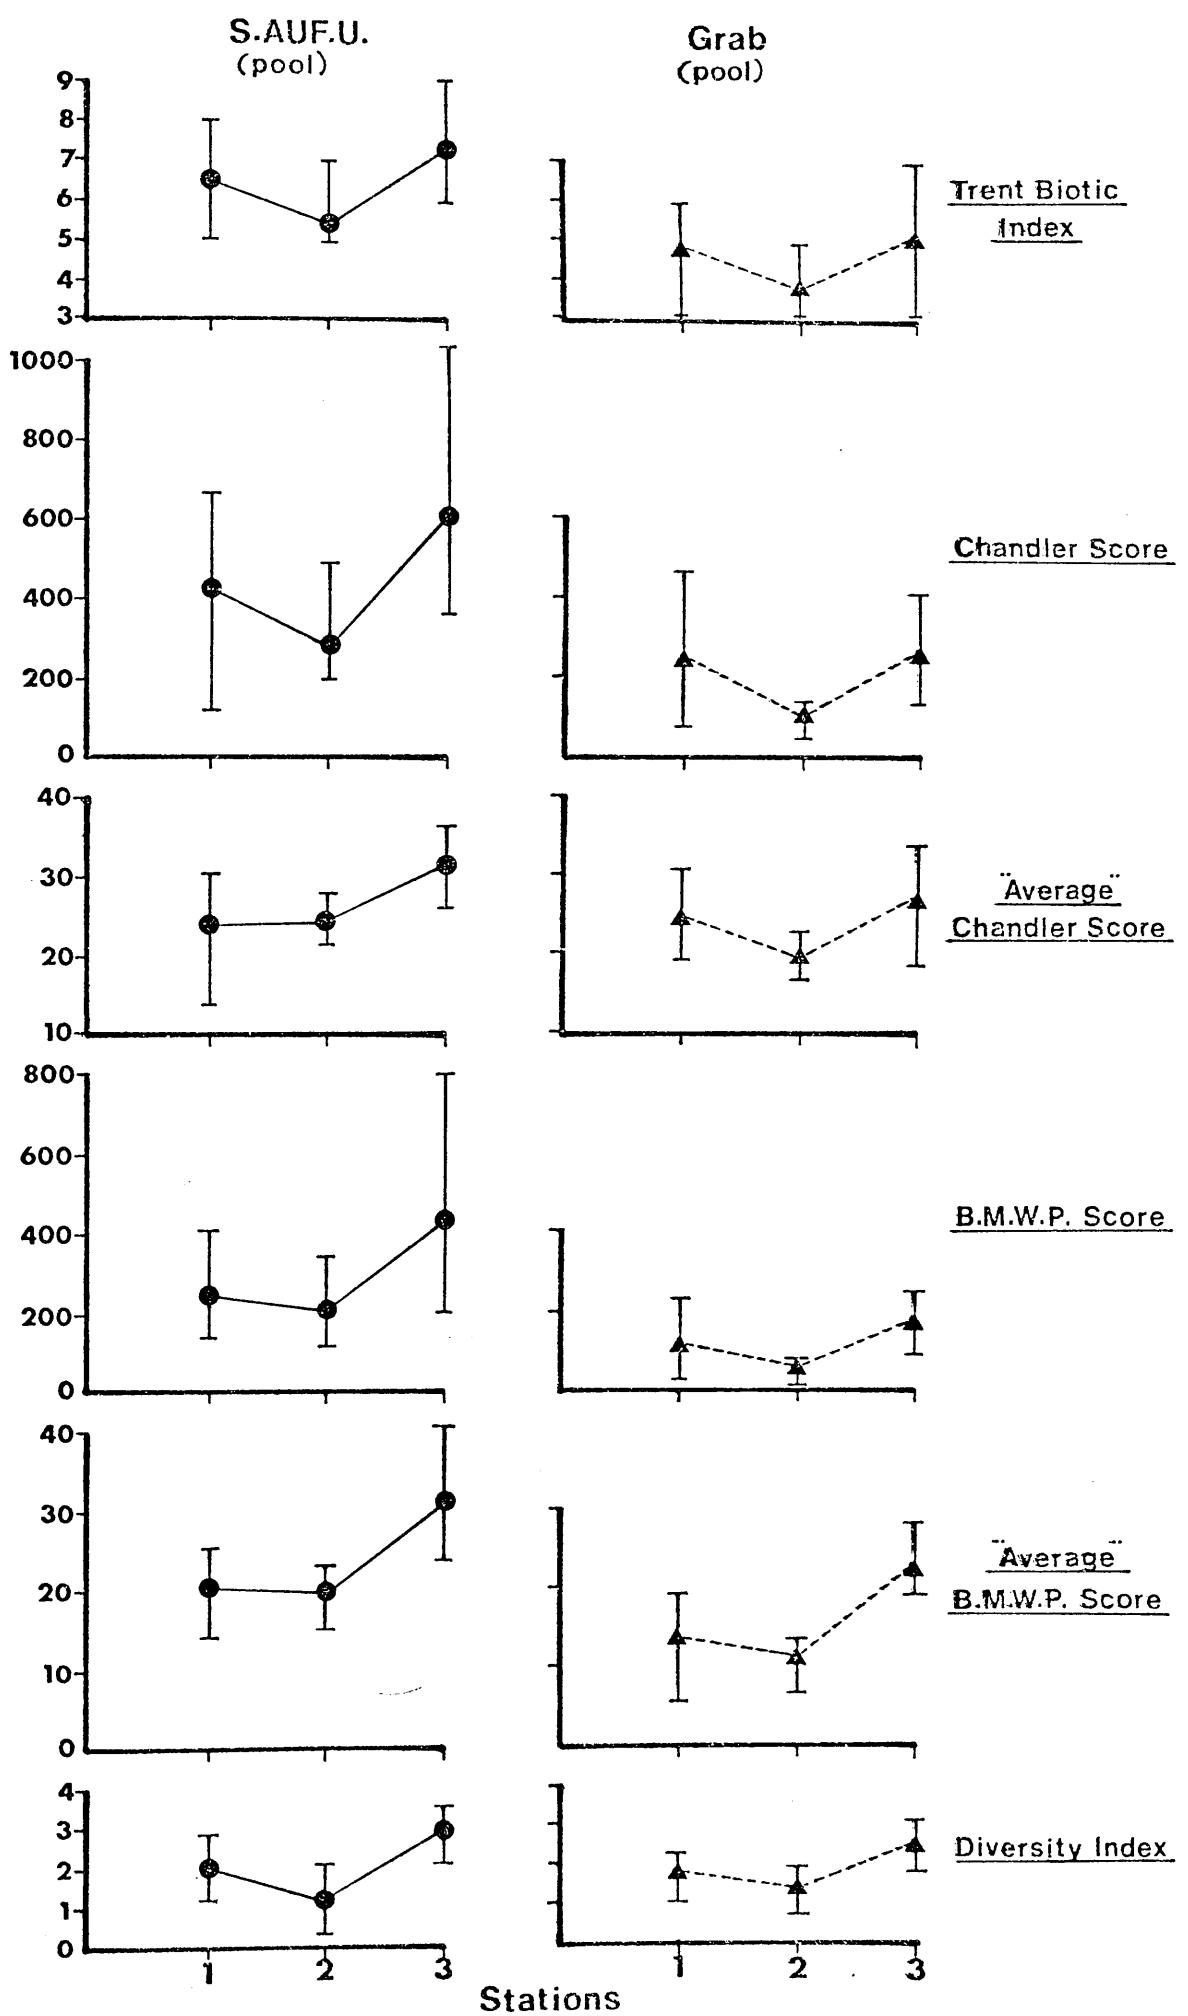 S.AUF.U.
(pool)
Grab
(pool)
9
8
7
6
5
4
3
Trent Biotic
Index
1000
800
600
400
200
0
Chandler Score
40
30
20
10
"Average"
Chandler Score
800
600
400
200
0
B.M.W.P. Score
40
30
20
10
0
"Average"
B.M.W.P. Score
4
3
2
1
0
Diversity Index
1 2 3
1 2 3
Stations